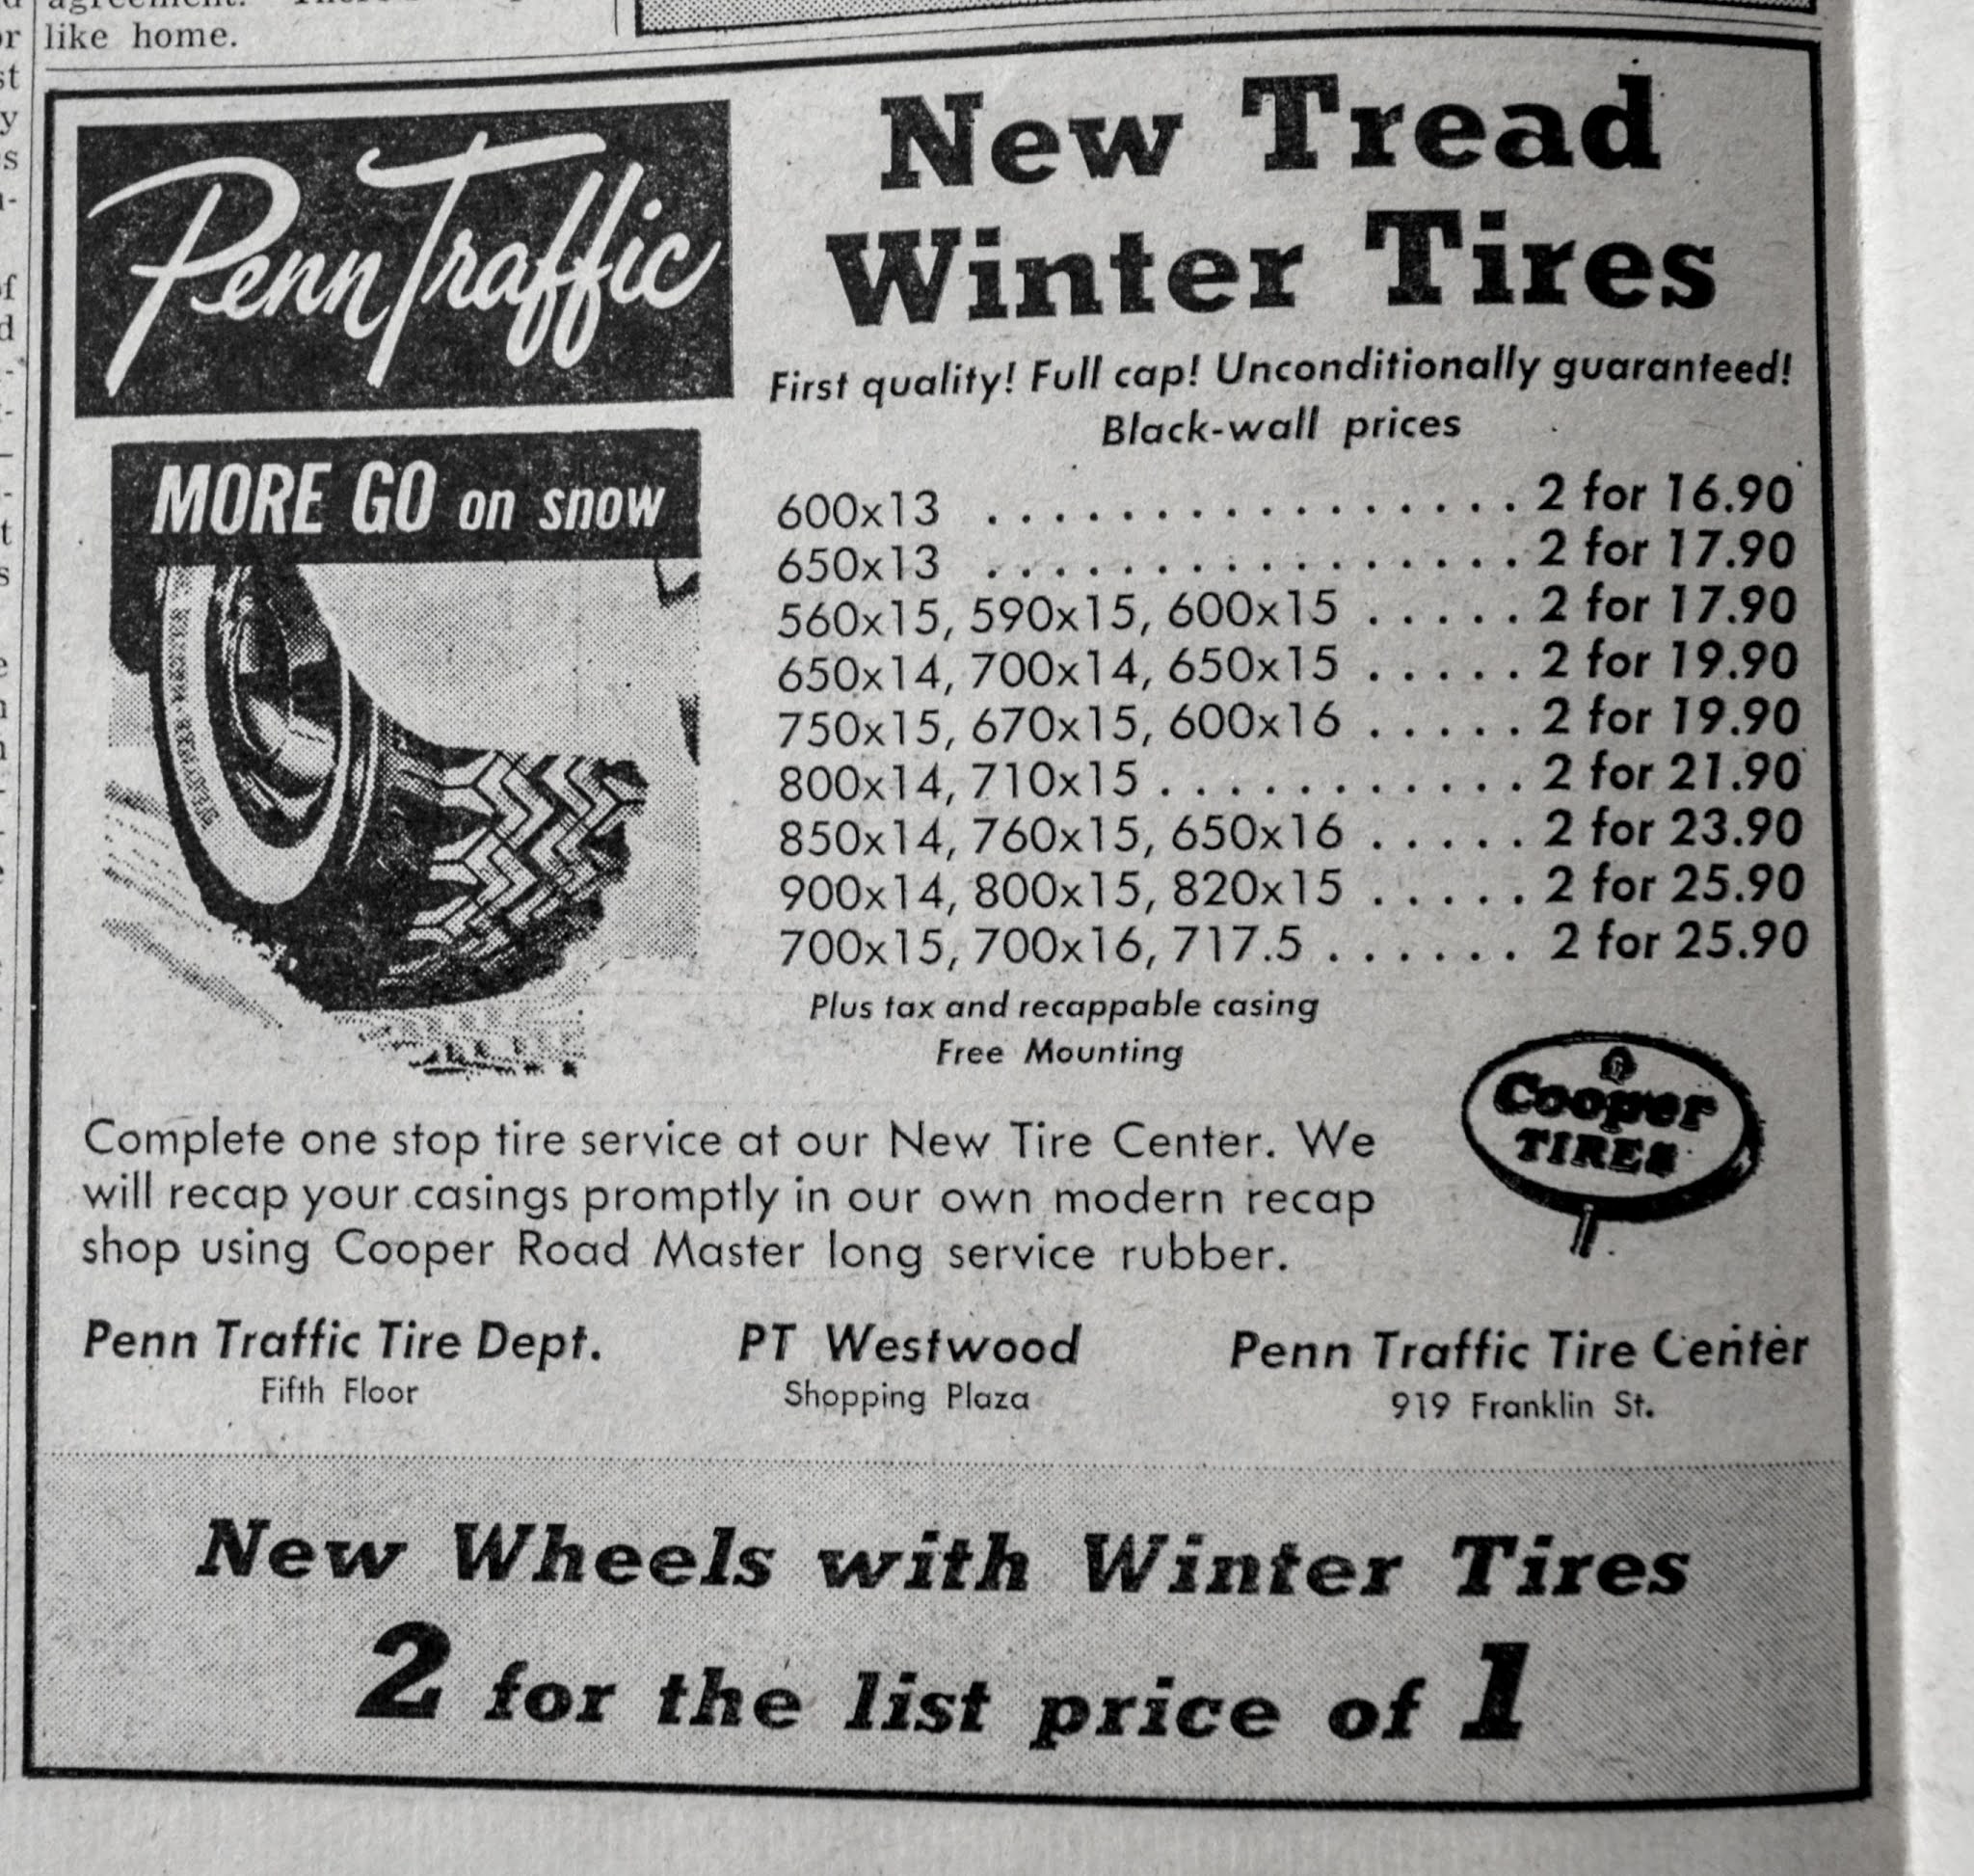 like home.
Penn Traffic
New Tread
Winter Tires
First quality! Full cap! Unconditionally guaranteed!
Black-wall prices
MORE GO on snow
600x13 . . . . . . . . . . . . . . . . 2 for 16.90
650x13 . . . . . . . . . . . . . . . . 2 for 17.90
560x15, 590x15, 600x15 . . . . . 2 for 17.90
650x14, 700x14, 650x15 . . . . . 2 for 19.90
750x15, 670x15, 600x16 . . . . . 2 for 19.90
800x14, 710x15 . . . . . . . . . . . 2 for 21.90
850x14, 760x15, 650x16 . . . . . 2 for 23.90
900x14, 800x15, 820x15 . . . . . 2 for 25.90
700x15, 700x16, 717.5 . . . . . . 2 for 25.90
Plus tax and recappable casing
Free Mounting
Cooper
TIRES
Complete one stop tire service at our New Tire Center. We
will recap your casings promptly in our own modern recap
shop using Cooper Road Master long service rubber.
Penn Traffic Tire Dept.
Fifth Floor
PT Westwood
Shopping Plaza
Penn Traffic Tire Center
919 Franklin St.
New Wheels with Winter Tires
2 for the list price of 1